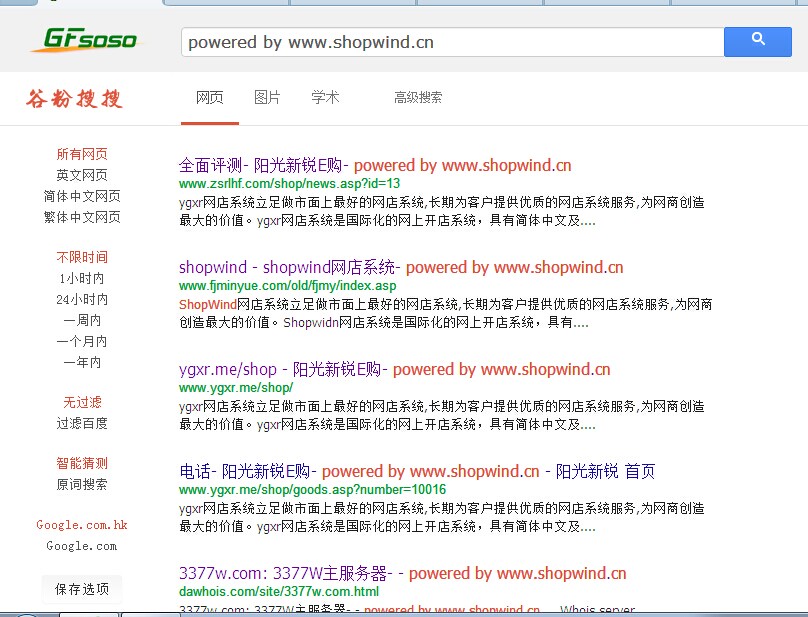 GFsoso
powered by www.shopwind.cn
谷粉搜搜
网页 图片 学术 高级搜索
所有网页
英文网页
简体中文网页
繁体中文网页
不限时间
1小时内
24小时内
一周内
一个月内
一年内
无过滤
过滤百度
智能猜测
原词搜索
Google.com.hk
Google.com
保存选项
全面评测- 阳光新锐E购- powered by www.shopwind.cn
www.zsrlhf.com/shop/news.asp?id=13
ygxr网店系统立足做市面上最好的网店系统,长期为客户提供优质的网店系统服务,为网商创造
最大的价值。ygxr网店系统是国际化的网上开店系统，具有简体中文及....
shopwind - shopwind网店系统- powered by www.shopwind.cn
www.fjminyue.com/old/fjmy/index.asp
ShopWind网店系统立足做市面上最好的网店系统,长期为客户提供优质的网店系统服务,为网商
创造最大的价值。Shopwidn网店系统是国际化的网上开店系统，具有....
ygxr.me/shop - 阳光新锐E购- powered by www.shopwind.cn
www.ygxr.me/shop/
ygxr网店系统立足做市面上最好的网店系统,长期为客户提供优质的网店系统服务,为网商创造
最大的价值。ygxr网店系统是国际化的网上开店系统，具有简体中文及....
电话- 阳光新锐E购- powered by www.shopwind.cn - 阳光新锐 首页
www.ygxr.me/shop/goods.asp?number=10016
ygxr网店系统立足做市面上最好的网店系统,长期为客户提供优质的网店系统服务,为网商创造
最大的价值。ygxr网店系统是国际化的网上开店系统，具有简体中文及....
3377w.com: 3377W主服务器- - powered by www.shopwind.cn
dawhois.com/site/3377w.com.html
3377w.com: 3377W主服务器- - powered by www.shopwind.cn ... Whois server